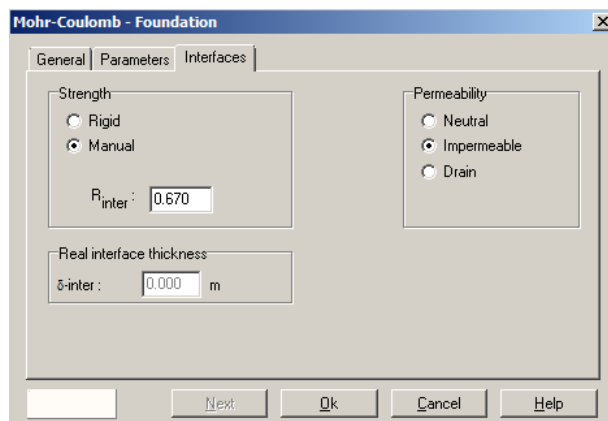 Mohr-Coulomb - Foundation
General Parameters Interfaces
Strength
Rigid
Manual
Rinter : 0.670
Permeability
Neutral
Impermeable
Drain
Real interface thickness
δ-inter : 0.000 m
Next Ok Cancel Help